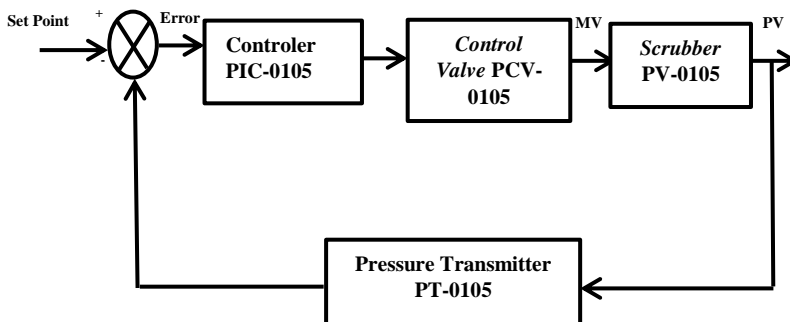 Set Point
+
-
Error
Controler
PIC-0105
Control
Valve PCV-
0105
MV
Scrubber
PV-0105
PV
Pressure Transmitter
PT-0105